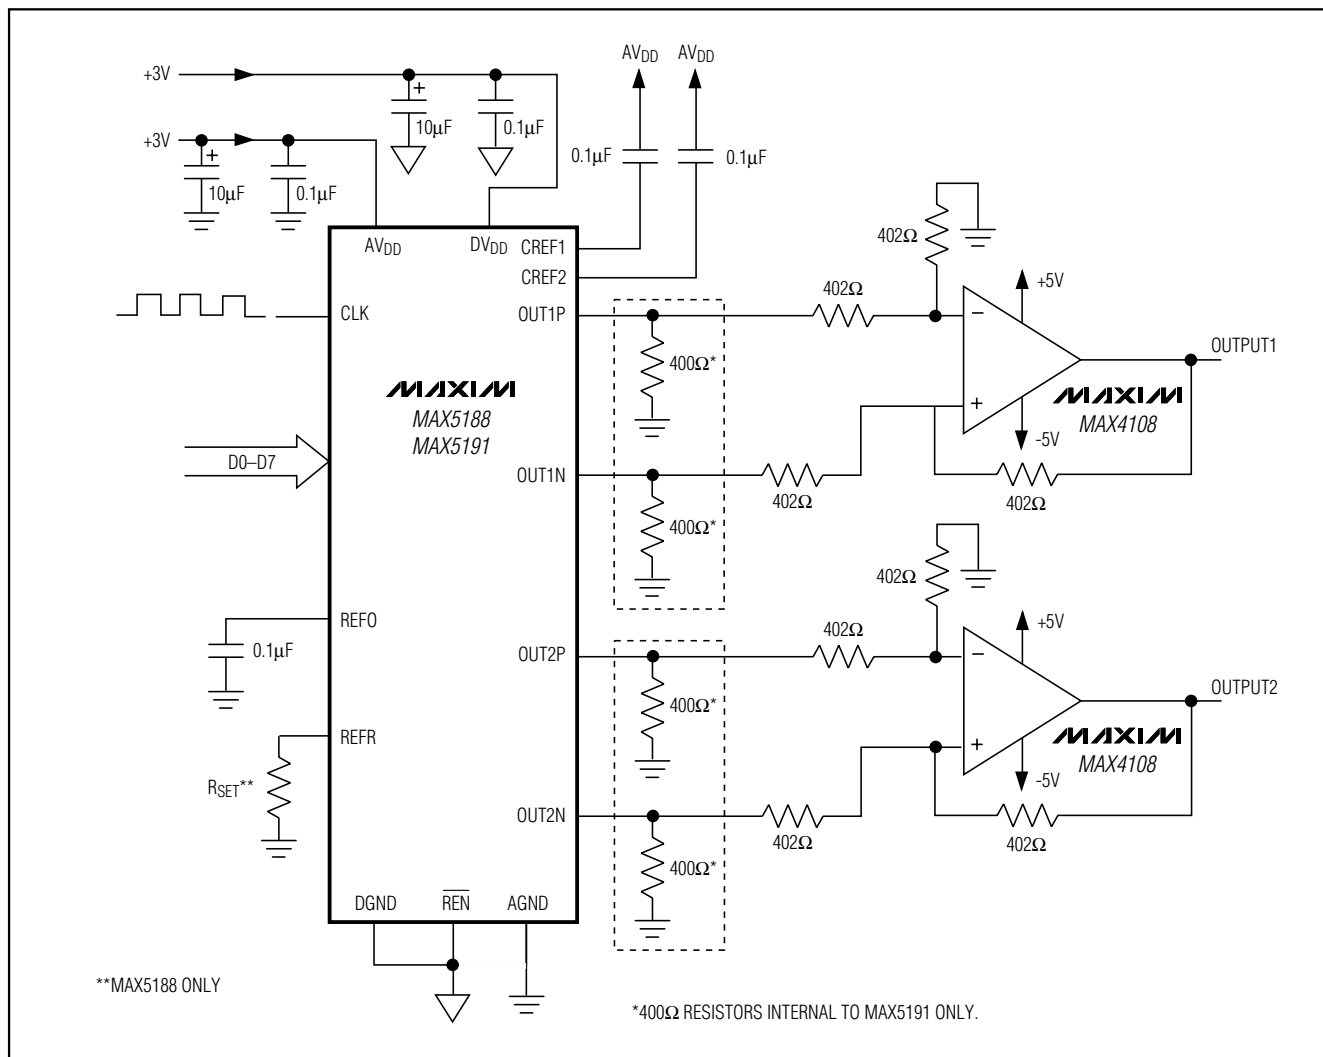 AVDD AVDD
+3V
+
10µF
0.1µF
+3V
+
10µF
0.1µF
0.1µF
0.1µF
AVDD
DVDD
CREF1
CREF2
CLK
OUT1P
MAXIM
MAX5188
MAX5191
D0–D7
OUT1N
REFO
0.1µF
OUT2P
REFR
RSET**
OUT2N
DGND
REN
AGND
400Ω*
400Ω*
400Ω*
400Ω*
402Ω
402Ω
−
+
+5V
-5V
OUTPUT1
MAXIM
MAX4108
402Ω
402Ω
402Ω
402Ω
−
+
+5V
-5V
OUTPUT2
MAXIM
MAX4108
402Ω
402Ω
**MAX5188 ONLY
*400Ω RESISTORS INTERNAL TO MAX5191 ONLY.